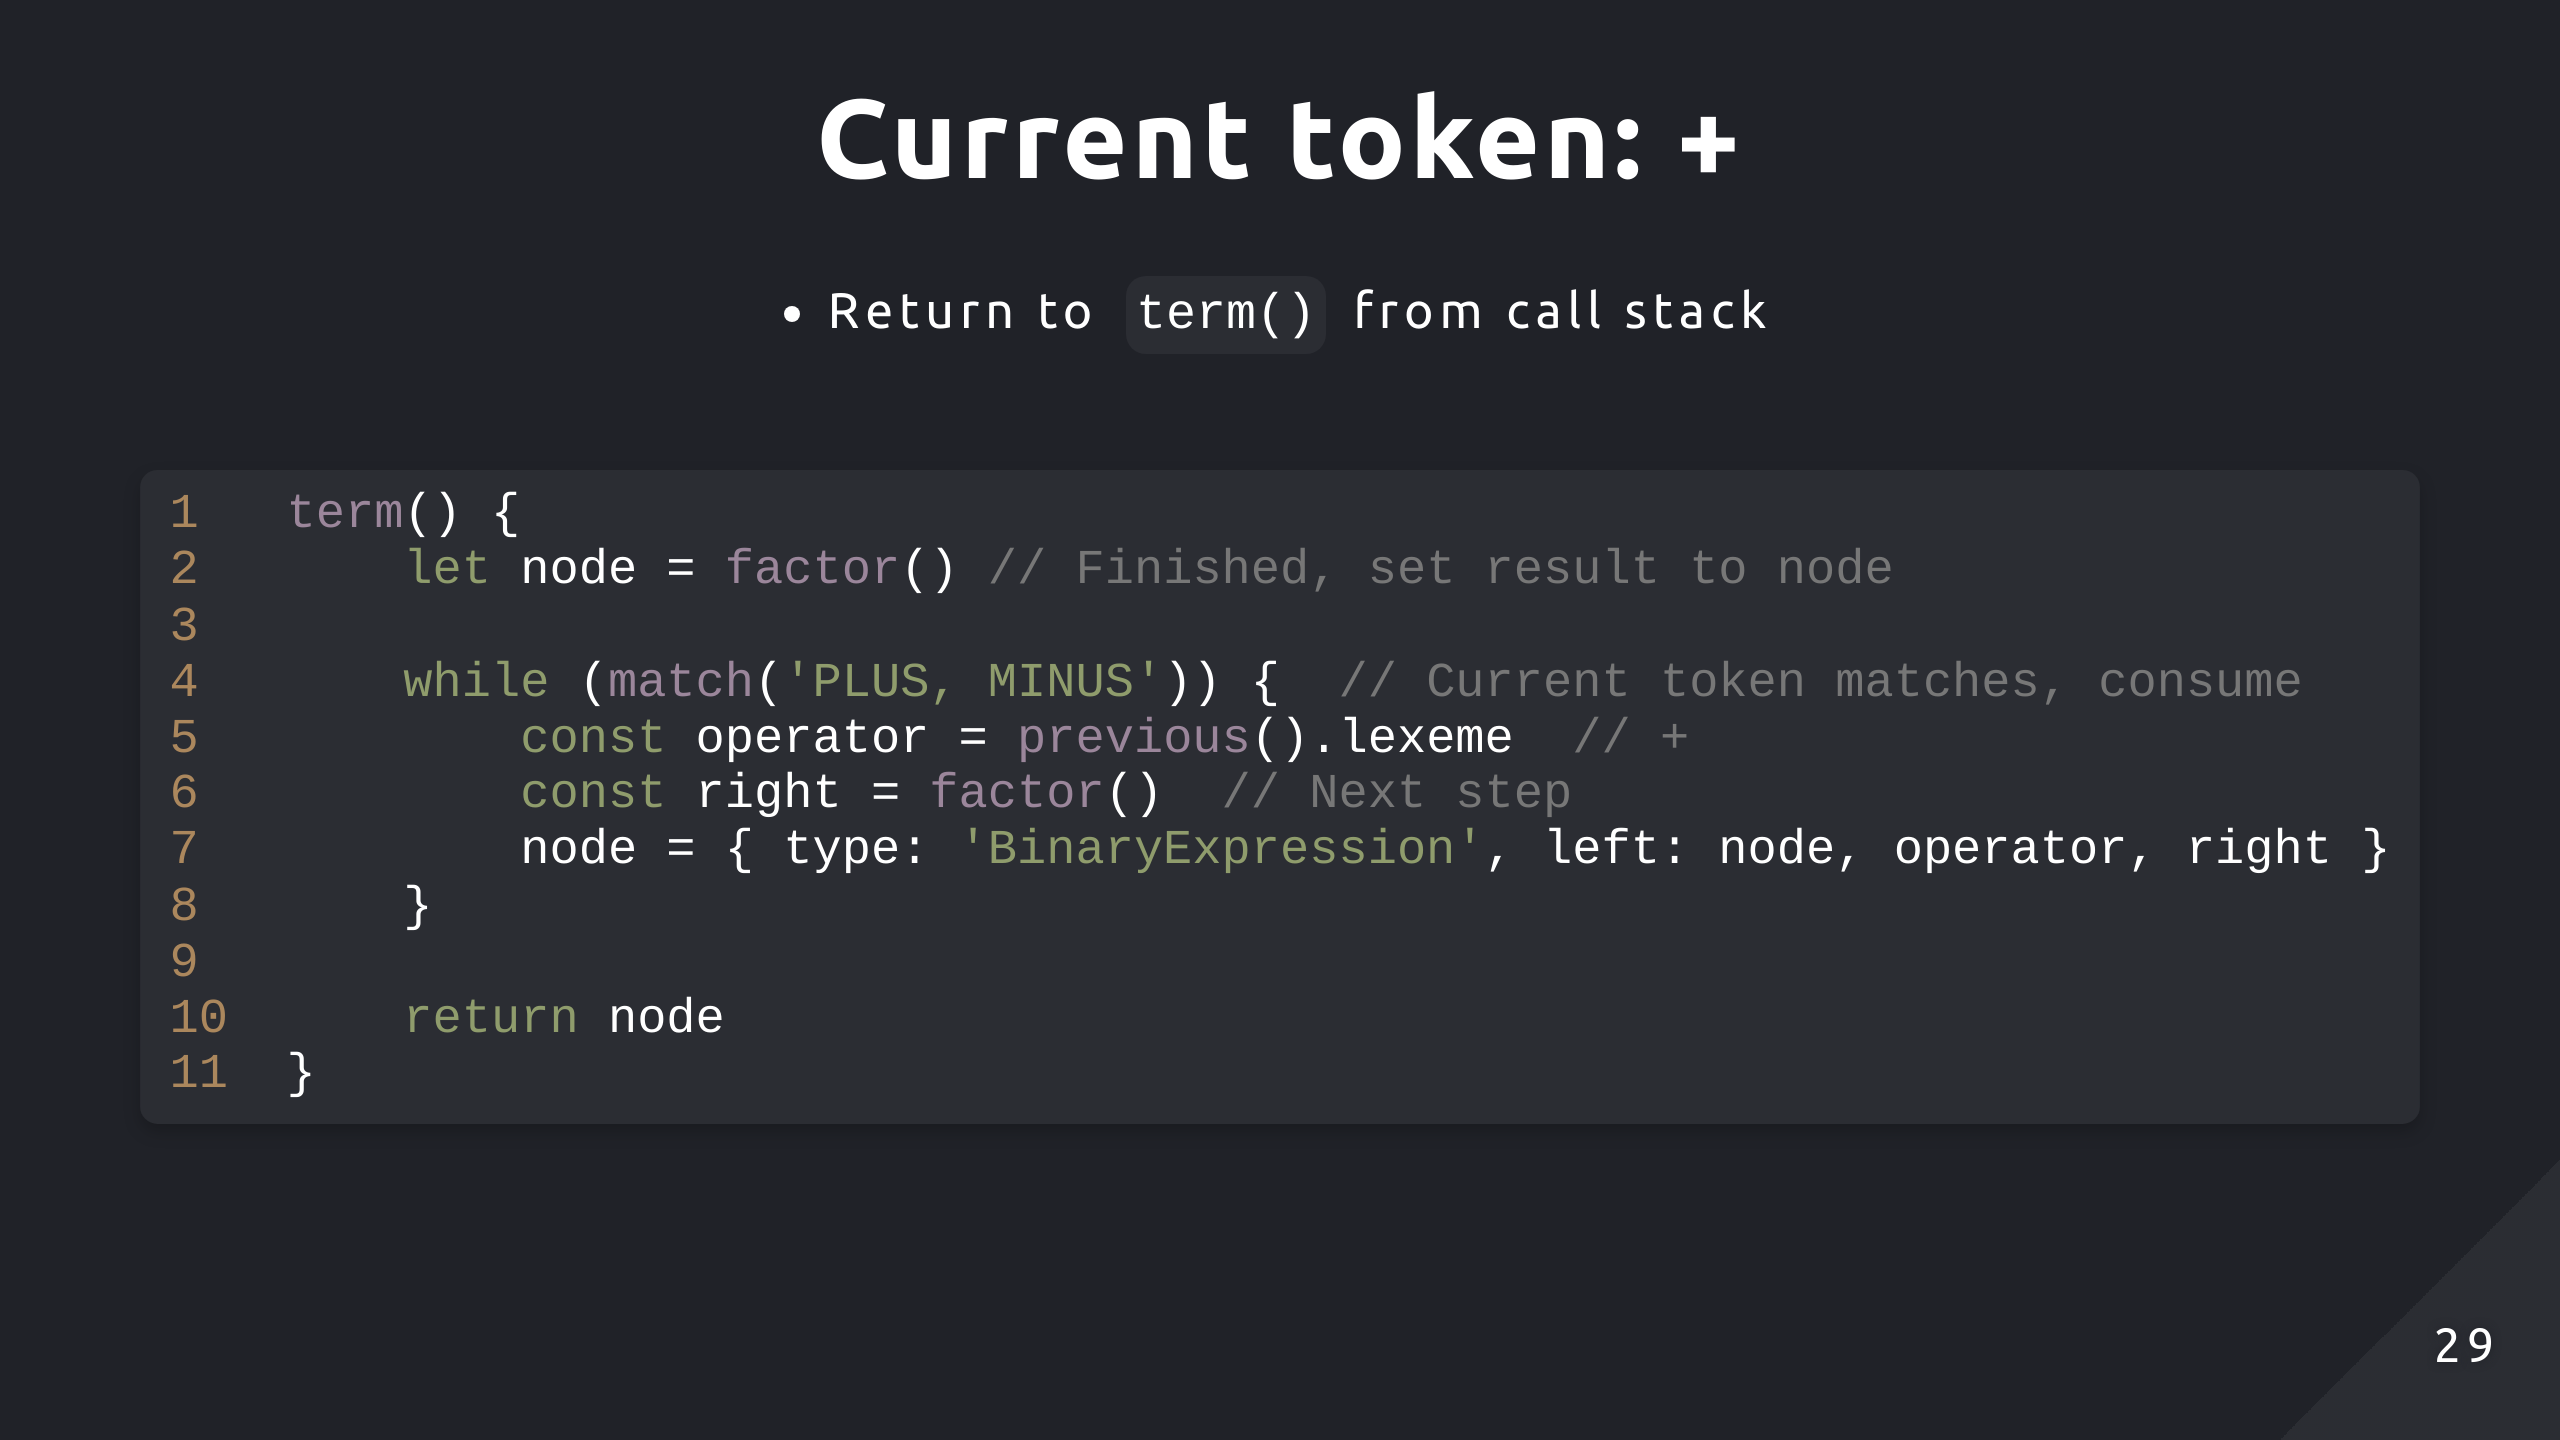 Current token: +
• Return to term() from call stack
1 term() {
2     let node = factor() // Finished, set result to node
3
4     while (match('PLUS, MINUS')) {  // Current token matches, consume
5         const operator = previous().lexeme  // +
6         const right = factor()  // Next step
7         node = { type: 'BinaryExpression', left: node, operator, right }
8     }
9
10     return node
11 }
29